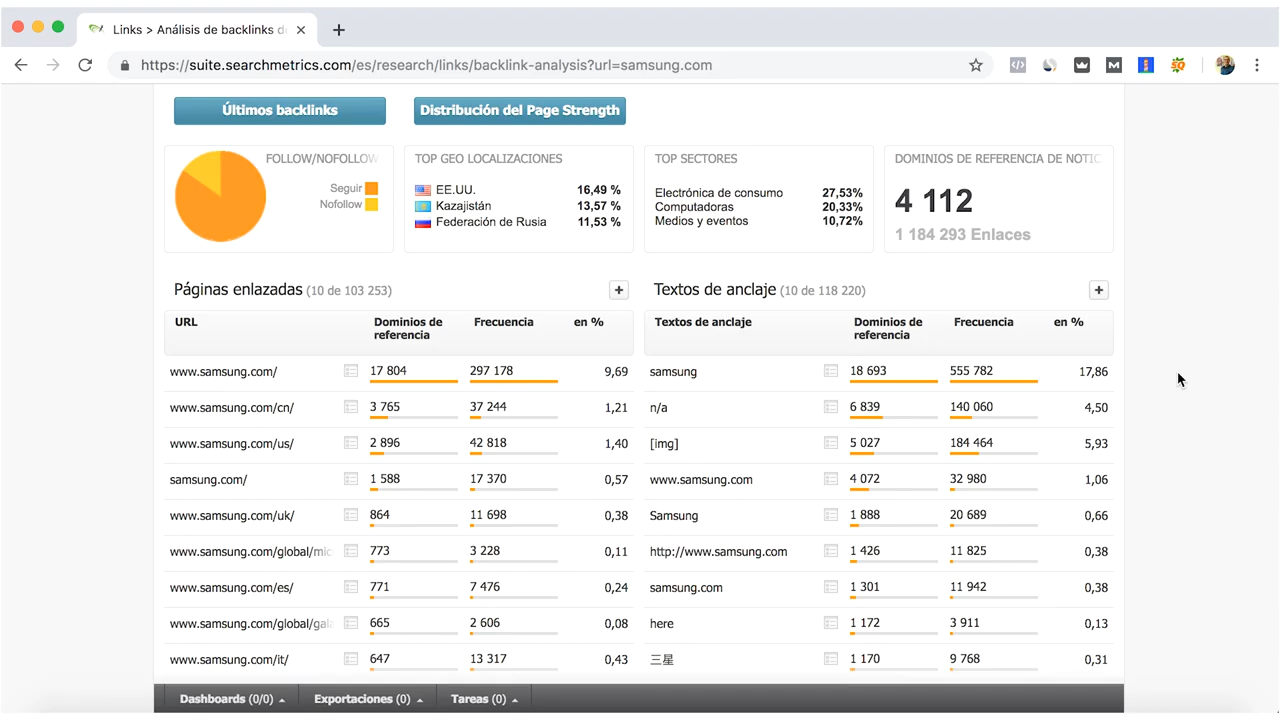 Links > Análisis de backlinks d
https://suite.searchmetrics.com/es/research/links/backlink-analysis?url=samsung.com
Últimos backlinks
Distribución del Page Strength
FOLLOW/NOFOLLOW
Seguir
Nofollow
TOP GEO LOCALIZACIONES
EE.UU. 16,49 %
Kazajistán 13,57 %
Federación de Rusia 11,53 %
TOP SECTORES
Electrónica de consumo 27,53%
Computadoras 20,33%
Medios y eventos 10,72%
DOMINIOS DE REFERENCIA DE NOTIC
4 112
1 184 293 Enlaces
Páginas enlazadas (10 de 103 253)
+
URL Dominios de referencia Frecuencia en %
www.samsung.com/ 17 804 297 178 9,69
www.samsung.com/cn/ 3 765 37 244 1,21
www.samsung.com/us/ 2 896 42 818 1,40
samsung.com/ 1 588 17 370 0,57
www.samsung.com/uk/ 864 11 698 0,38
www.samsung.com/global/mic 773 3 228 0,11
www.samsung.com/es/ 771 7 476 0,24
www.samsung.com/global/gala 665 2 606 0,08
www.samsung.com/it/ 647 13 317 0,43
Textos de anclaje (10 de 118 220)
+
Textos de anclaje Dominios de referencia Frecuencia en %
samsung 18 693 555 782 17,86
n/a 6 839 140 060 4,50
[img] 5 027 184 464 5,93
www.samsung.com 4 072 32 980 1,06
Samsung 1 888 20 689 0,66
http://www.samsung.com 1 426 11 825 0,38
samsung.com 1 301 11 942 0,38
here 1 172 3 911 0,13
三星 1 170 9 768 0,31
Dashboards (0/0)
Exportaciones (0)
Tareas (0)